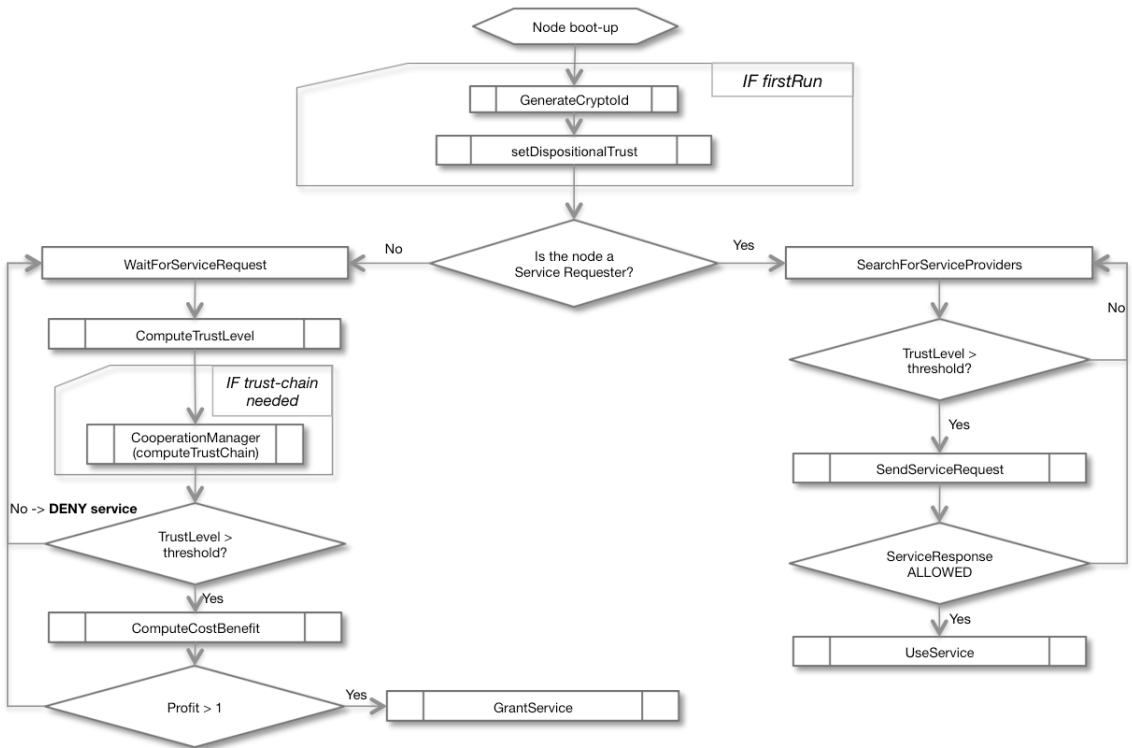 Node boot-up
IF firstRun
GenerateCryptoId
setDispositionalTrust
Is the node a
Service Requester?
No
Yes
WaitForServiceRequest
SearchForServiceProviders
ComputeTrustLevel
No
TrustLevel >
threshold?
IF trust-chain
needed
CooperationManager
(computeTrustChain)
Yes
SendServiceRequest
No -> DENY service
TrustLevel >
threshold?
ServiceResponse
ALLOWED
Yes
Yes
ComputeCostBenefit
UseService
Profit > 1
Yes
GrantService